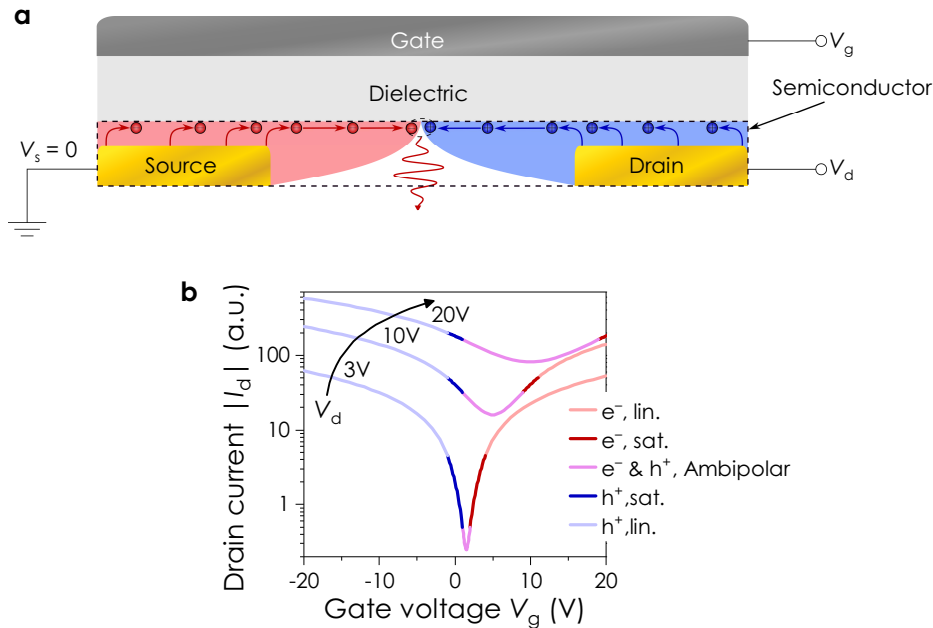 a
Gate
V_g
Dielectric
Semiconductor
V_s = 0
Source
Drain
V_d
b
Drain current |I_d| (a.u.)
100
10
1
20V
10V
3V
V_d
e⁻, lin.
e⁻, sat.
e⁻ & h⁺, Ambipolar
h⁺,sat.
h⁺,lin.
-20 -10 0 10 20
Gate voltage V_g (V)